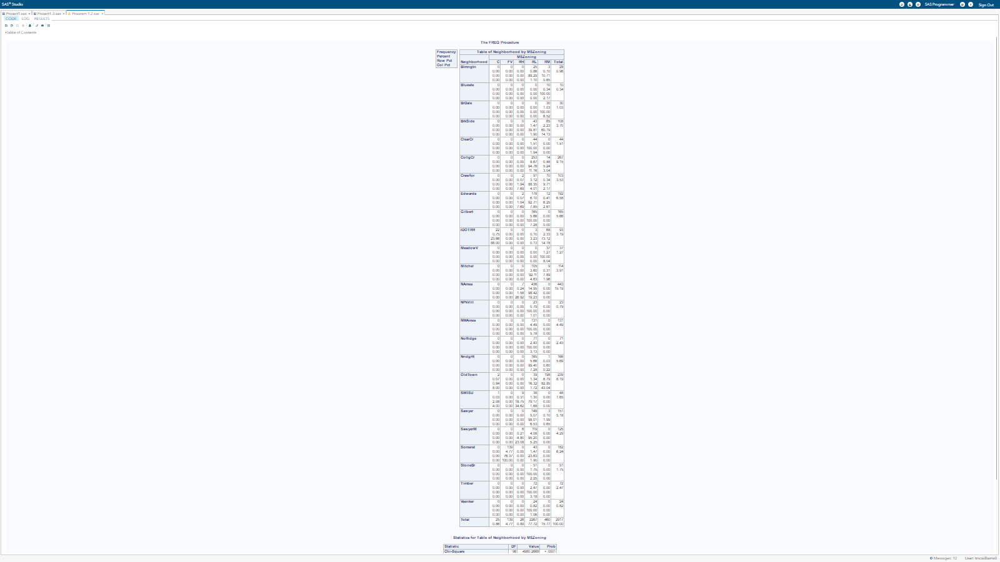 SAS® Studio
SAS Programmer Sign Out
Project1.sas × Project1.3.sas × Program 1.2.sas ×
CODE LOG RESULTS
Table of Contents
The FREQ Procedure
Frequency
Percent
Row Pct
Col Pct
Table of Neighborhood by MSZoning
MSZoning
Neighborhood C FV RH RL RM Total
Blmngtn 0 0 0 25 3 28
0.00 0.00 0.00 0.86 0.10 0.96
0.00 0.00 0.00 89.29 10.71
0.00 0.00 0.00 1.10 0.65
Blueste 0 0 0 0 10 10
0.00 0.00 0.00 0.00 0.34 0.34
0.00 0.00 0.00 0.00 100.00
0.00 0.00 0.00 0.00 2.17
BrDale 0 0 0 0 30 30
0.00 0.00 0.00 0.00 1.03 1.03
0.00 0.00 0.00 0.00 100.00
0.00 0.00 0.00 0.00 6.52
BrkSide 0 0 0 43 65 108
0.00 0.00 0.00 1.47 2.23 3.70
0.00 0.00 0.00 39.81 60.19
0.00 0.00 0.00 1.90 14.13
ClearCr 0 0 0 44 0 44
0.00 0.00 0.00 1.51 0.00 1.51
0.00 0.00 0.00 100.00 0.00
0.00 0.00 0.00 1.94 0.00
CollgCr 0 0 0 253 14 267
0.00 0.00 0.00 8.67 0.48 9.15
0.00 0.00 0.00 94.76 5.24
0.00 0.00 0.00 11.16 3.04
Crawfor 0 0 2 91 10 103
0.00 0.00 0.07 3.12 0.34 3.53
0.00 0.00 1.94 88.35 9.71
0.00 0.00 7.69 4.01 2.17
Edwards 0 0 2 178 12 192
0.00 0.00 0.07 6.10 0.41 6.58
0.00 0.00 1.04 92.71 6.25
0.00 0.00 7.69 7.85 2.61
Gilbert 0 0 0 165 0 165
0.00 0.00 0.00 5.66 0.00 5.66
0.00 0.00 0.00 100.00 0.00
0.00 0.00 0.00 7.28 0.00
IDOTRR 22 0 0 3 68 93
0.75 0.00 0.00 0.10 2.33 3.19
23.66 0.00 0.00 3.23 73.12
88.00 0.00 0.00 0.13 14.78
MeadowV 0 0 0 0 37 37
0.00 0.00 0.00 0.00 1.27 1.27
0.00 0.00 0.00 0.00 100.00
0.00 0.00 0.00 0.00 8.04
Mitchel 0 0 0 105 9 114
0.00 0.00 0.00 3.60 0.31 3.91
0.00 0.00 0.00 92.11 7.89
0.00 0.00 0.00 4.63 1.96
NAmes 0 0 7 436 0 443
0.00 0.00 0.24 14.95 0.00 15.19
0.00 0.00 1.58 98.42 0.00
0.00 0.00 26.92 19.23 0.00
NPkVill 0 0 0 23 0 23
0.00 0.00 0.00 0.79 0.00 0.79
0.00 0.00 0.00 100.00 0.00
0.00 0.00 0.00 1.01 0.00
NWAmes 0 0 0 131 0 131
0.00 0.00 0.00 4.49 0.00 4.49
0.00 0.00 0.00 100.00 0.00
0.00 0.00 0.00 5.78 0.00
NoRidge 0 0 0 71 0 71
0.00 0.00 0.00 2.43 0.00 2.43
0.00 0.00 0.00 100.00 0.00
0.00 0.00 0.00 3.13 0.00
NridgHt 0 0 0 165 1 166
0.00 0.00 0.00 5.66 0.03 5.69
0.00 0.00 0.00 99.40 0.60
0.00 0.00 0.00 7.28 0.22
OldTown 2 0 0 39 198 239
0.07 0.00 0.00 1.34 6.79 8.19
0.84 0.00 0.00 16.32 82.85
8.00 0.00 0.00 1.72 43.04
SWISU 1 0 9 38 0 48
0.03 0.00 0.31 1.30 0.00 1.65
2.08 0.00 18.75 79.17 0.00
4.00 0.00 34.62 1.68 0.00
Sawyer 0 0 0 148 3 151
0.00 0.00 0.00 5.07 0.10 5.18
0.00 0.00 0.00 98.01 1.99
0.00 0.00 0.00 6.53 0.65
SawyerW 0 0 6 119 0 125
0.00 0.00 0.21 4.08 0.00 4.29
0.00 0.00 4.80 95.20 0.00
0.00 0.00 23.08 5.25 0.00
Somerst 0 139 0 43 0 182
0.00 4.77 0.00 1.47 0.00 6.24
0.00 76.37 0.00 23.63 0.00
0.00 100.00 0.00 1.90 0.00
StoneBr 0 0 0 51 0 51
0.00 0.00 0.00 1.75 0.00 1.75
0.00 0.00 0.00 100.00 0.00
0.00 0.00 0.00 2.25 0.00
Timber 0 0 0 72 0 72
0.00 0.00 0.00 2.47 0.00 2.47
0.00 0.00 0.00 100.00 0.00
0.00 0.00 0.00 3.18 0.00
Veenker 0 0 0 24 0 24
0.00 0.00 0.00 0.82 0.00 0.82
0.00 0.00 0.00 100.00 0.00
0.00 0.00 0.00 1.06 0.00
Total 25 139 26 2267 460 2917
0.86 4.77 0.89 77.72 15.77 100.00
Statistics for Table of Neighborhood by MSZoning
Statistic DF Value Prob
Chi-Square 96 4980.2668 <.0001
Messages: 12 User: tmcwilliams0